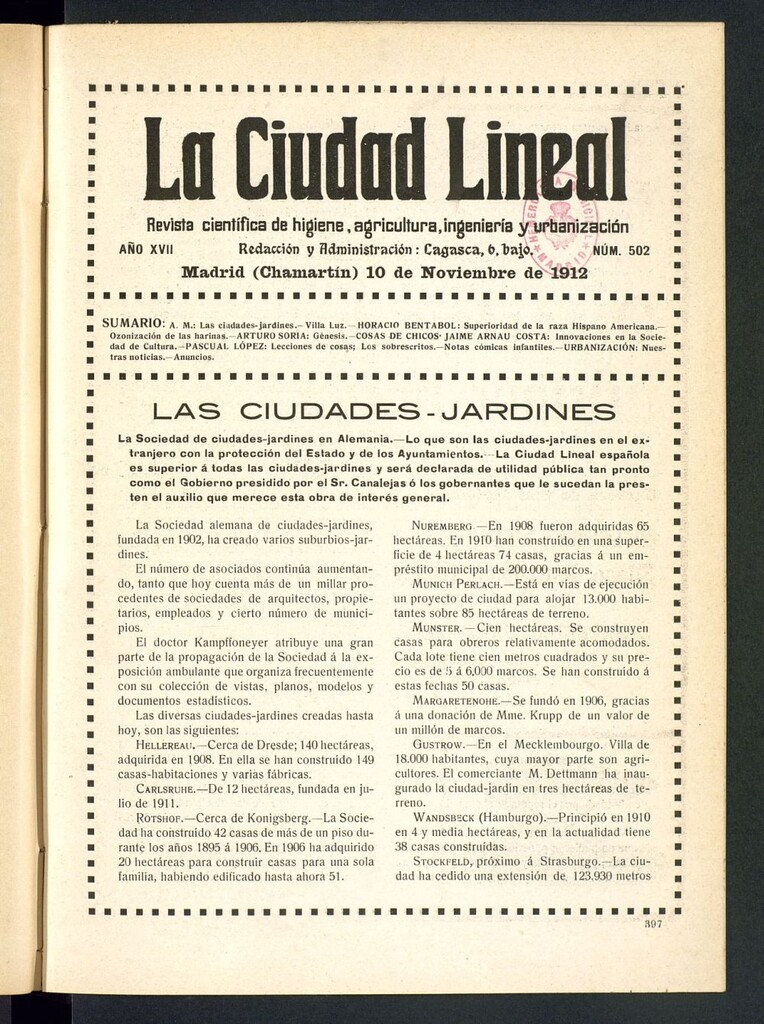 La Ciudad Lineal
Revista científica de higiene, agricultura, ingeniería y urbanización
AÑO XVII Redacción y Administración: Lagasca, 6, bajo. NÚM. 502
Madrid (Chamartín) 10 de Noviembre de 1912
SUMARIO: A. M.: Las ciudades-jardines.—Villa Luz.—HORACIO BENTABOL: Superioridad de la raza Hispano Americana.—
Ozonización de las harinas.—ARTURO SORIA: Génesis.—COSAS DE CHICOS· JAIME ARNAU COSTA: Innovaciones en la Socie-
dad de Cultura.—PASCUAL LÓPEZ: Lecciones de cosas; Los sobrescritos.—Notas cómicas infantiles.—URBANIZACIÓN: Nues-
tras noticias.—Anuncios.
LAS CIUDADES-JARDINES
La Sociedad de ciudades-jardines en Alemania.—Lo que son las ciudades-jardines en el ex-
tranjero con la protección del Estado y de los Ayuntamientos.—La Ciudad Lineal española
es superior á todas las ciudades-jardines y será declarada de utilidad pública tan pronto
como el Gobierno presidido por el Sr. Canalejas ó los gobernantes que le sucedan la pres-
ten el auxilio que merece esta obra de interés general.
La Sociedad alemana de ciudades-jardines,
fundada en 1902, ha creado varios suburbios-jar-
dines.
El número de asociados continúa aumentan-
do, tanto que hoy cuenta más de un millar pro-
cedentes de sociedades de arquitectos, propie-
tarios, empleados y cierto número de munici-
pios.
El doctor Kampffoneyer atribuye una gran
parte de la propagación de la Sociedad á la ex-
posición ambulante que organiza frecuentemente
con su colección de vistas, planos, modelos y
documentos estadísticos.
Las diversas ciudades-jardines creadas hasta
hoy, son las siguientes:
HELLEREAU.—Cerca de Dresde; 140 hectáreas,
adquirida en 1908. En ella se han construído 149
casas-habitaciones y varias fábricas.
CARLSRUHE.—De 12 hectáreas, fundada en ju-
lio de 1911.
ROTSHOF.—Cerca de Konigsberg.—La Socie-
dad ha construído 42 casas de más de un piso du-
rante los años 1895 á 1906. En 1906 ha adquirido
20 hectáreas para construir casas para una sola
familia, habiendo edificado hasta ahora 51.
NUREMBERG.—En 1908 fueron adquiridas 65
hectáreas. En 1910 han construído en una super-
ficie de 4 hectáreas 74 casas, gracias á un em-
préstito municipal de 200.000 marcos.
MUNICH PERLACH.—Está en vías de ejecución
un proyecto de ciudad para alojar 13.000 habi-
tantes sobre 85 hectáreas de terreno.
MUNSTER.—Cien hectáreas. Se construyen
casas para obreros relativamente acomodados.
Cada lote tiene cien metros cuadrados y su pre-
cio es de 5 á 6,000 marcos. Se han construído á
estas fechas 50 casas.
MARGARETENOHE.—Se fundó en 1906, gracias
á una donación de Mme. Krupp de un valor de
un millón de marcos.
GUSTROW.—En el Mecklembourgo. Villa de
18.000 habitantes, cuya mayor parte son agri-
cultores. El comerciante M. Dettmann ha inau-
gurado la ciudad-jardín en tres hectáreas de te-
rreno.
WANDSBECK (Hamburgo).—Principió en 1910
en 4 y media hectáreas, y en la actualidad tiene
38 casas construídas.
STOCKFELD, próximo á Strasburgo.—La ciu-
dad ha cedido una extensión de 123.930 metros
397